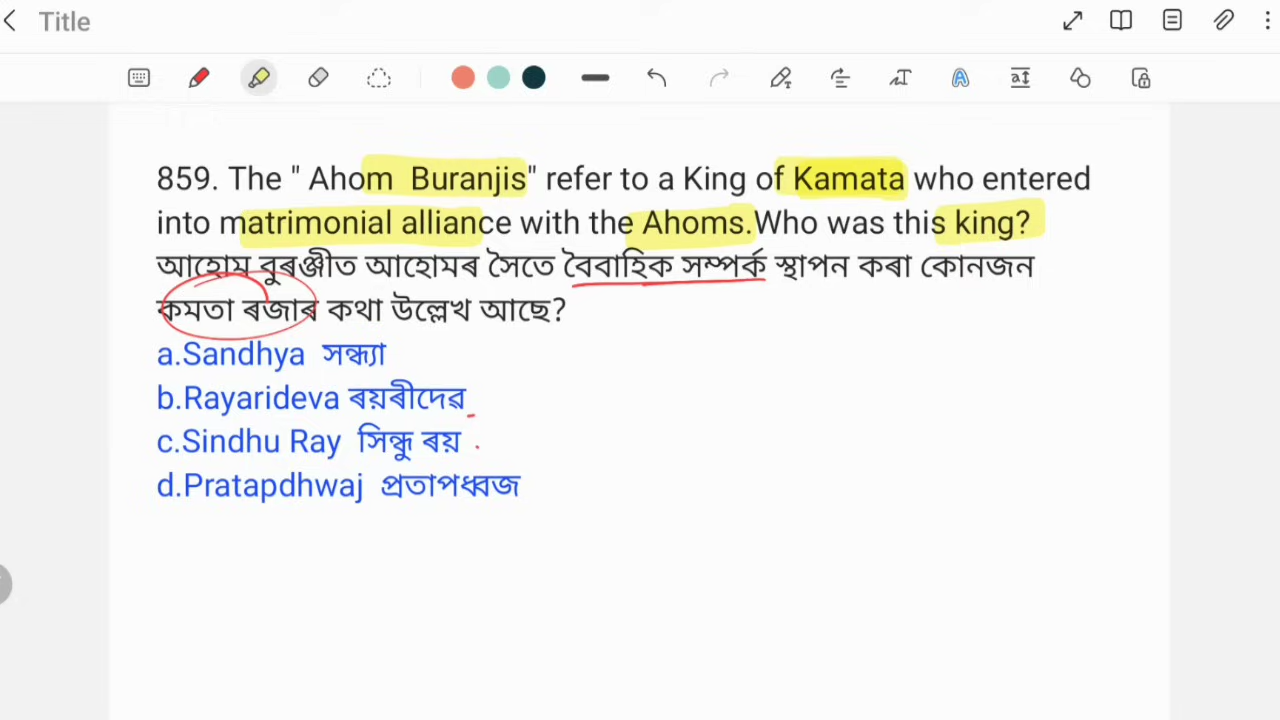 Title
859. The " Ahom Buranjis" refer to a King of Kamata who entered
into matrimonial alliance with the Ahoms.Who was this king?
আহোম বুৰঞ্জীত আহোমৰ সৈতে বৈবাহিক সম্পৰ্ক স্থাপন কৰা কোনজন
কমতা ৰজাৰ কথা উল্লেখ আছে?
a.Sandhya সন্ধ্যা
b.Rayarideva ৰয়ৰীদেৱ
c.Sindhu Ray সিন্ধু ৰয়
d.Pratapdhwaj প্ৰতাপধ্বজ